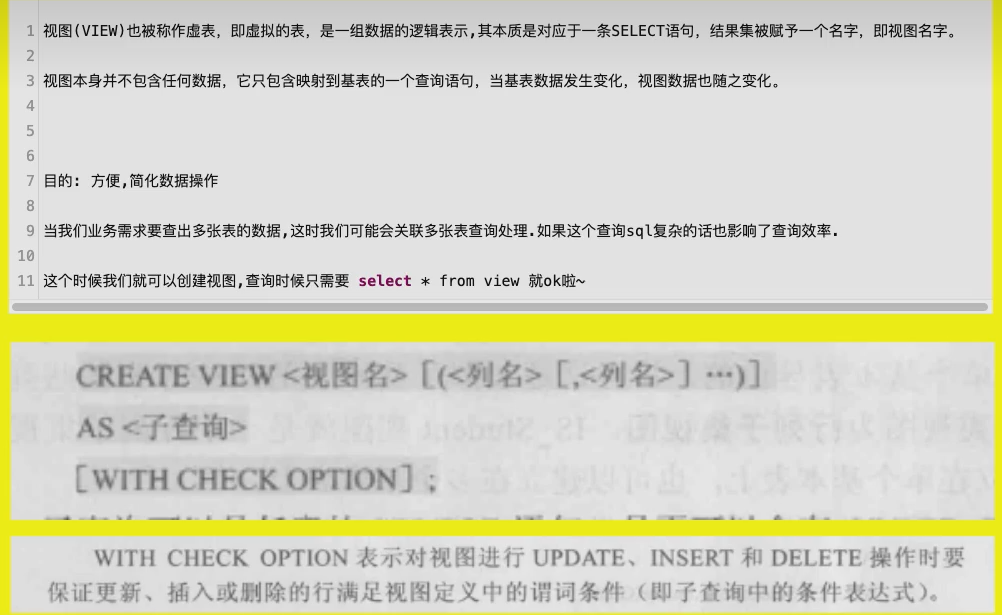 1 视图(VIEW)也被称作虚表，即虚拟的表，是一组数据的逻辑表示,其本质是对应于一条SELECT语句，结果集被赋予一个名字，即视图名字。
2
3 视图本身并不包含任何数据，它只包含映射到基表的一个查询语句，当基表数据发生变化，视图数据也随之变化。
4
5
6
7 目的: 方便,简化数据操作
8
9 当我们业务需求要查出多张表的数据,这时我们可能会关联多张表查询处理.如果这个查询sql复杂的话也影响了查询效率.
10
11 这个时候我们就可以创建视图,查询时候只需要 select * from view 就ok啦~
CREATE VIEW <视图名> [(<列名> [,<列名>] …)]
AS <子查询>
[WITH CHECK OPTION];
WITH CHECK OPTION 表示对视图进行 UPDATE、INSERT 和 DELETE 操作时要
保证更新、插入或删除的行满足视图定义中的谓词条件（即子查询中的条件表达式）。